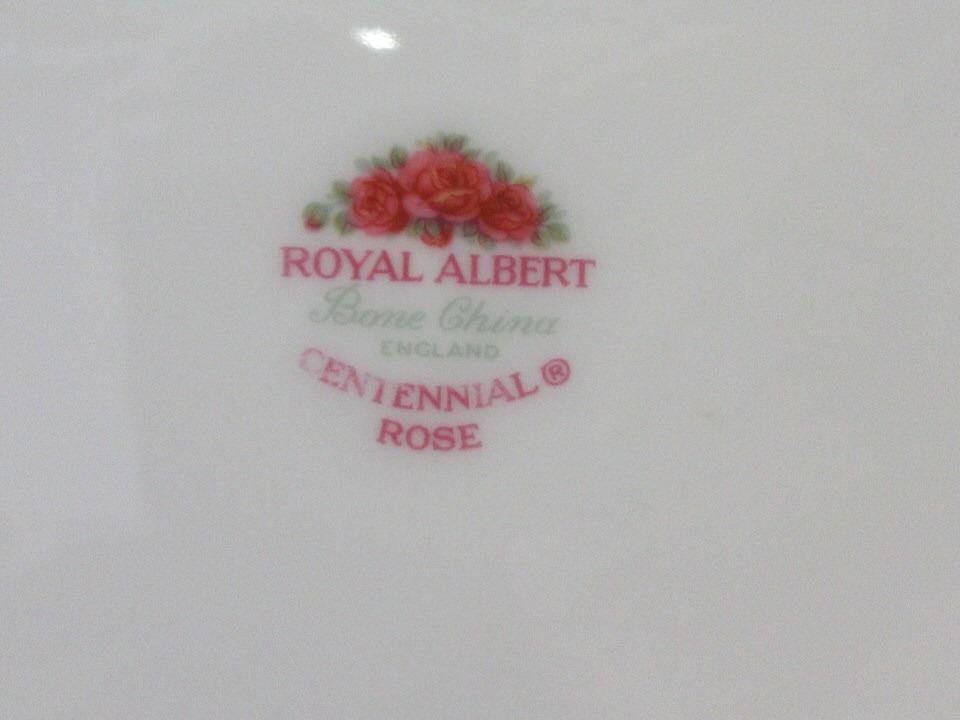 ROYAL ALBERT
Bone China
ENGLAND
CENTENNIAL ®
ROSE